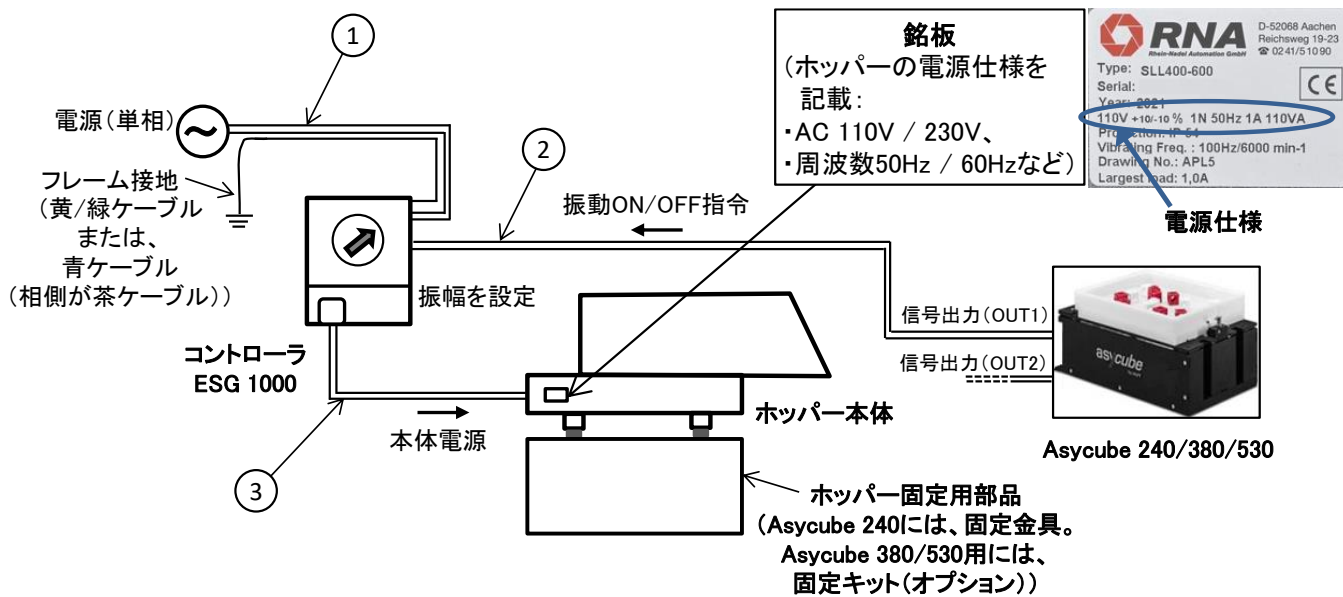 ①
電源(単相)
フレーム接地
(黄/緑ケーブル
または、
青ケーブル
(相側が茶ケーブル))
②
振動ON/OFF指令
振幅を設定
コントローラ
ESG 1000
③
本体電源
銘板
(ホッパーの電源仕様を
記載:
・AC 110V / 230V、
・周波数50Hz / 60Hzなど)
RNA
Rhein-Nadel Automation GmbH
D-52068 Aachen
Reichsweg 19-23
☎ 0241/51090
Type: SLL400-600
Serial:
CE
Year: 2021
110V +10/-10 % 1N 50Hz 1A 110VA
Protection: IP 54
Vibrating Freq. : 100Hz/6000 min-1
Drawing No.: APL5
Largest load: 1,0A
電源仕様
信号出力(OUT1)
信号出力(OUT2)
asycube
Asycube 240/380/530
ホッパー本体
ホッパー固定用部品
(Asycube 240には、固定金具。
Asycube 380/530用には、
固定キット(オプション))